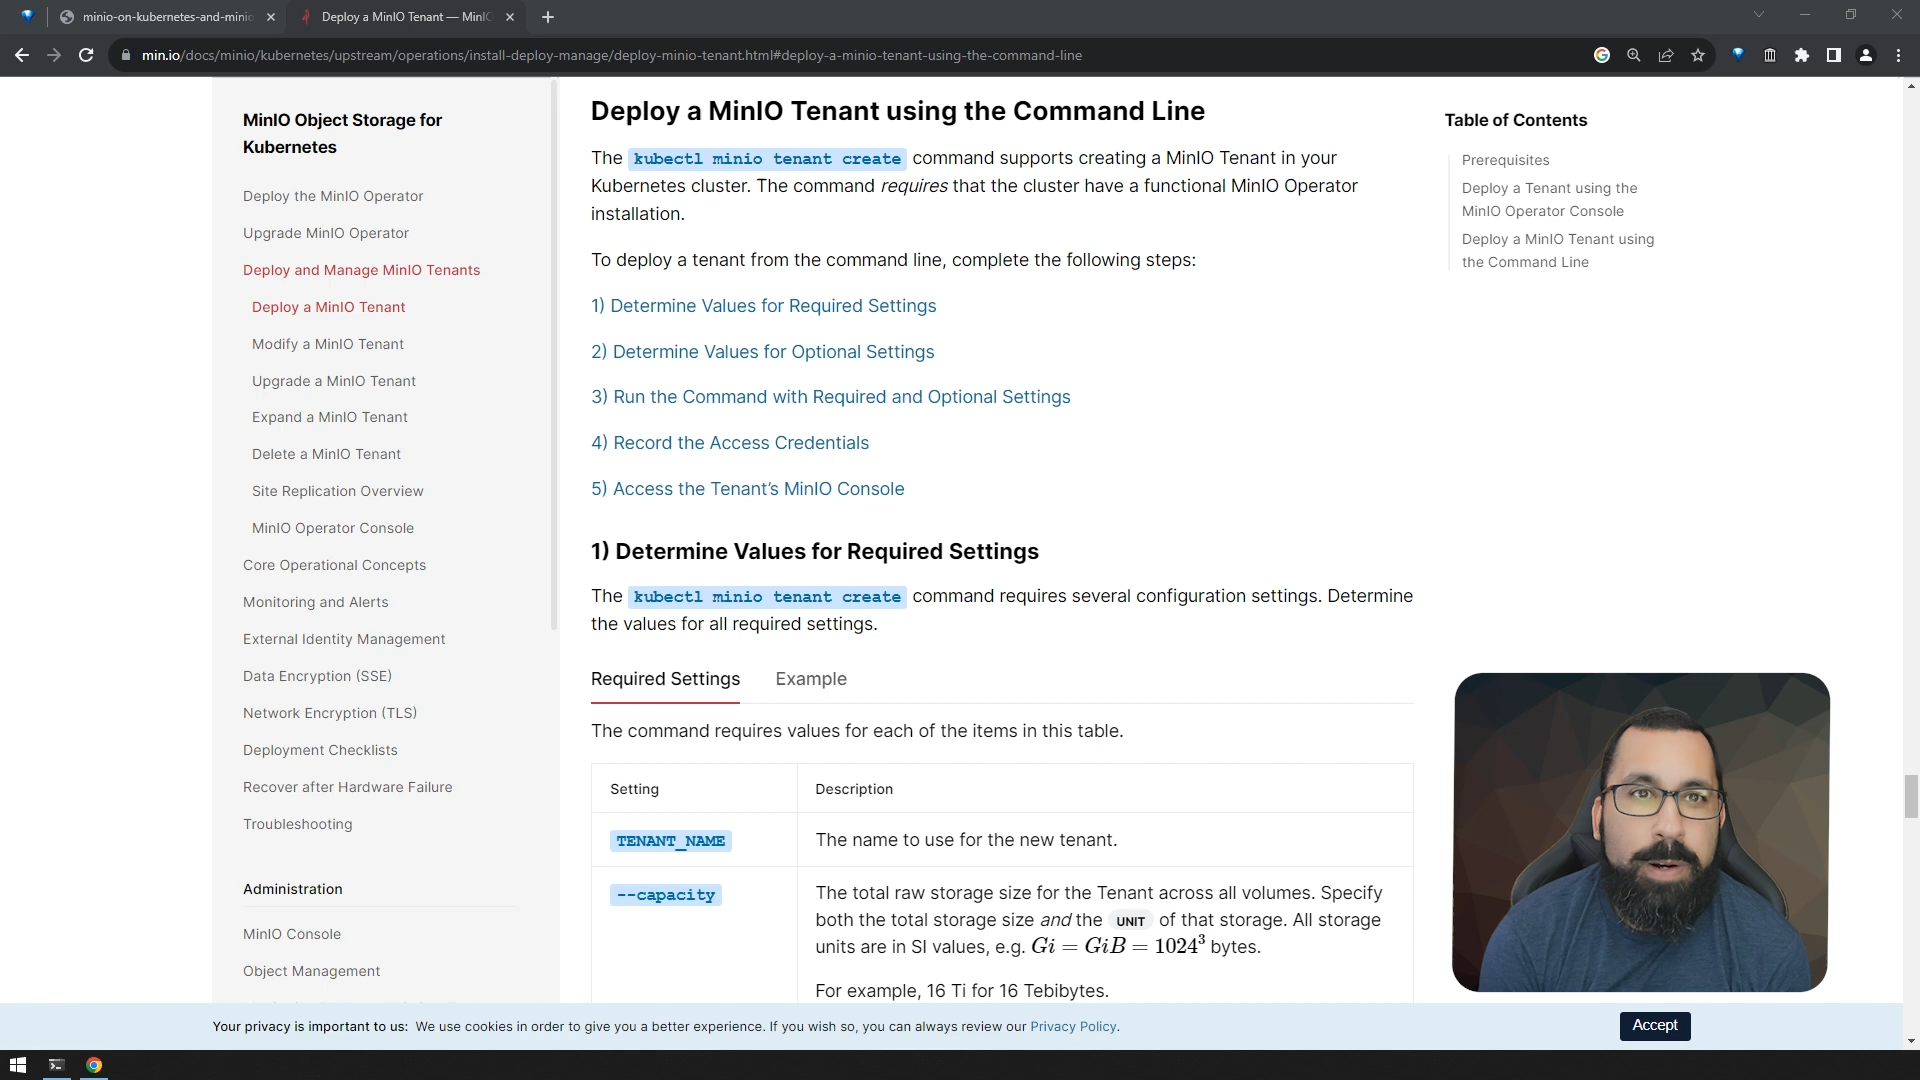 minio-on-kubernetes-and-minio
Deploy a MinIO Tenant — MinIO
min.io/docs/minio/kubernetes/upstream/operations/install-deploy-manage/deploy-minio-tenant.html#deploy-a-minio-tenant-using-the-command-line
MinIO Object Storage for
Kubernetes
Deploy the MinIO Operator
Upgrade MinIO Operator
Deploy and Manage MinIO Tenants
Deploy a MinIO Tenant
Modify a MinIO Tenant
Upgrade a MinIO Tenant
Expand a MinIO Tenant
Delete a MinIO Tenant
Site Replication Overview
MinIO Operator Console
Core Operational Concepts
Monitoring and Alerts
External Identity Management
Data Encryption (SSE)
Network Encryption (TLS)
Deployment Checklists
Recover after Hardware Failure
Troubleshooting
Administration
MinIO Console
Object Management
Deploy a MinIO Tenant using the Command Line
The kubectl minio tenant create command supports creating a MinIO Tenant in your
Kubernetes cluster. The command requires that the cluster have a functional MinIO Operator
installation.
To deploy a tenant from the command line, complete the following steps:
1) Determine Values for Required Settings
2) Determine Values for Optional Settings
3) Run the Command with Required and Optional Settings
4) Record the Access Credentials
5) Access the Tenant’s MinIO Console
1) Determine Values for Required Settings
The kubectl minio tenant create command requires several configuration settings. Determine
the values for all required settings.
Required Settings Example
The command requires values for each of the items in this table.
Setting Description
TENANT_NAME The name to use for the new tenant.
--capacity The total raw storage size for the Tenant across all volumes. Specify
both the total storage size and the UNIT of that storage. All storage
units are in SI values, e.g. Gi = GiB = 1024³ bytes.
For example, 16 Ti for 16 Tebibytes.
Table of Contents
Prerequisites
Deploy a Tenant using the
MinIO Operator Console
Deploy a MinIO Tenant using
the Command Line
Your privacy is important to us: We use cookies in order to give you a better experience. If you wish so, you can always review our Privacy Policy.
Accept